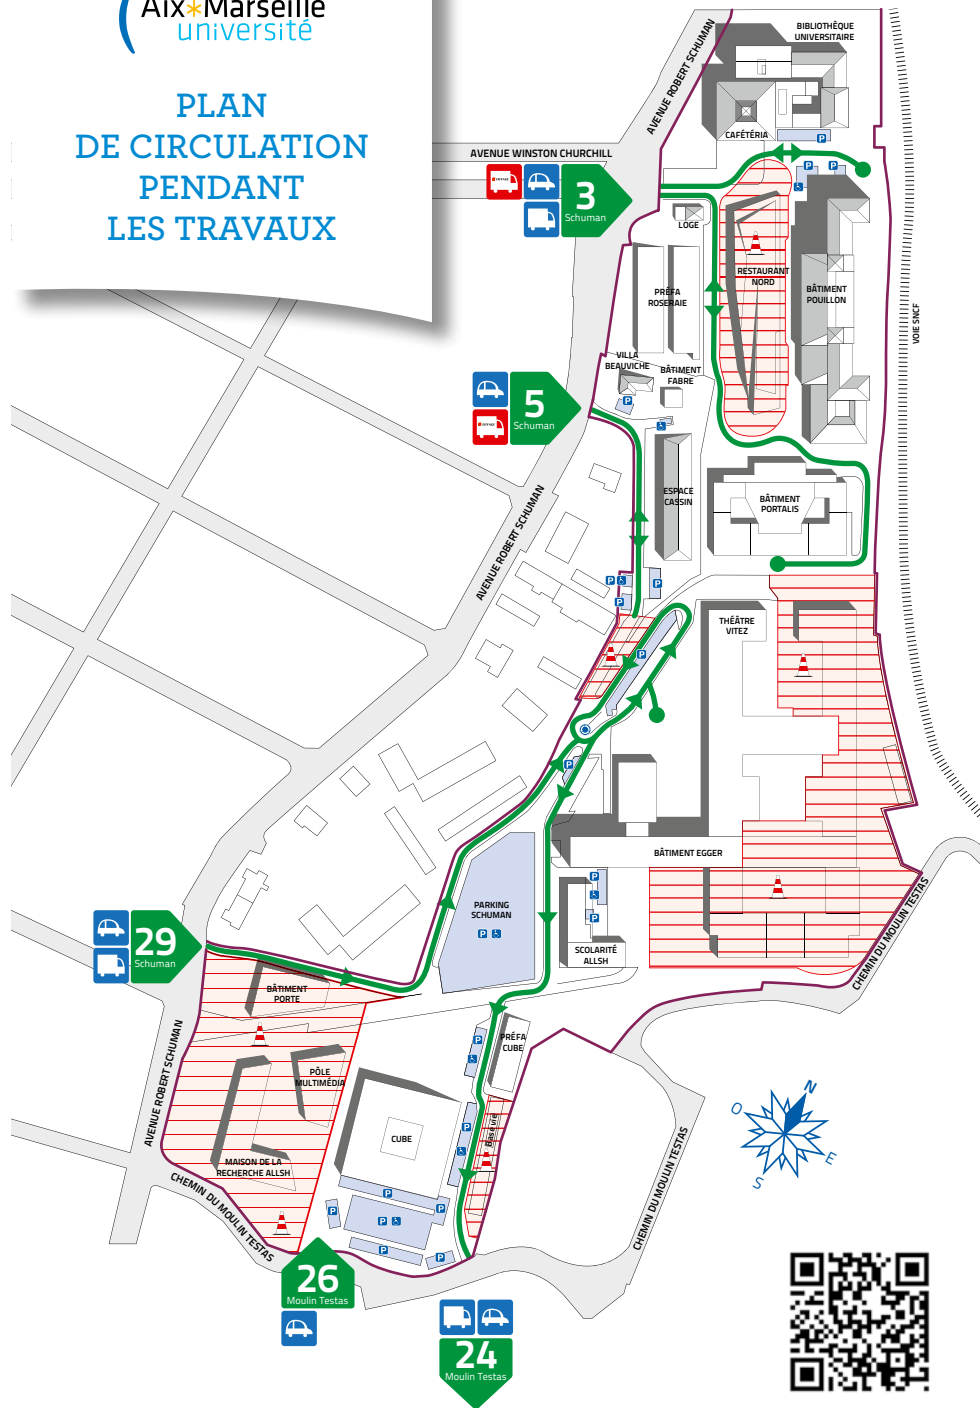 Aix★Marseille
université
PLAN
DE CIRCULATION
PENDANT
LES TRAVAUX
BIBLIOTHÈQUE
UNIVERSITAIRE
AVENUE ROBERT SCHUMAN
CAFÉTÉRIA
P
AVENUE WINSTON CHURCHILL
3
Schuman
P
P
LOGE
RESTAURANT
NORD
PRÉFA
ROSERAIE
BÂTIMENT
POUILLON
VOIE SNCF
VILLA
BEAUVICHE
BÂTIMENT
FABRE
5
Schuman
P
ESPACE
CASSIN
BÂTIMENT
PORTALIS
AVENUE ROBERT SCHUMAN
P
P
P
THÉÂTRE
VITEZ
P
P
BÂTIMENT EGGER
P
P
PARKING
SCHUMAN
P
CHEMIN DU MOULIN TESTAS
29
Schuman
SCOLARITÉ
ALLSH
BÂTIMENT
PORTE
AVENUE ROBERT SCHUMAN
P
PRÉFA
CUBE
PÔLE
MULTIMÉDIA
N
O
E
S
P
Base vie
CUBE
MAISON DE LA
RECHERCHE ALLSH
CHEMIN DU MOULIN TESTAS
CHEMIN DU MOULIN TESTAS
P
P
P
P
P
P
26
Moulin Testas
24
Moulin Testas